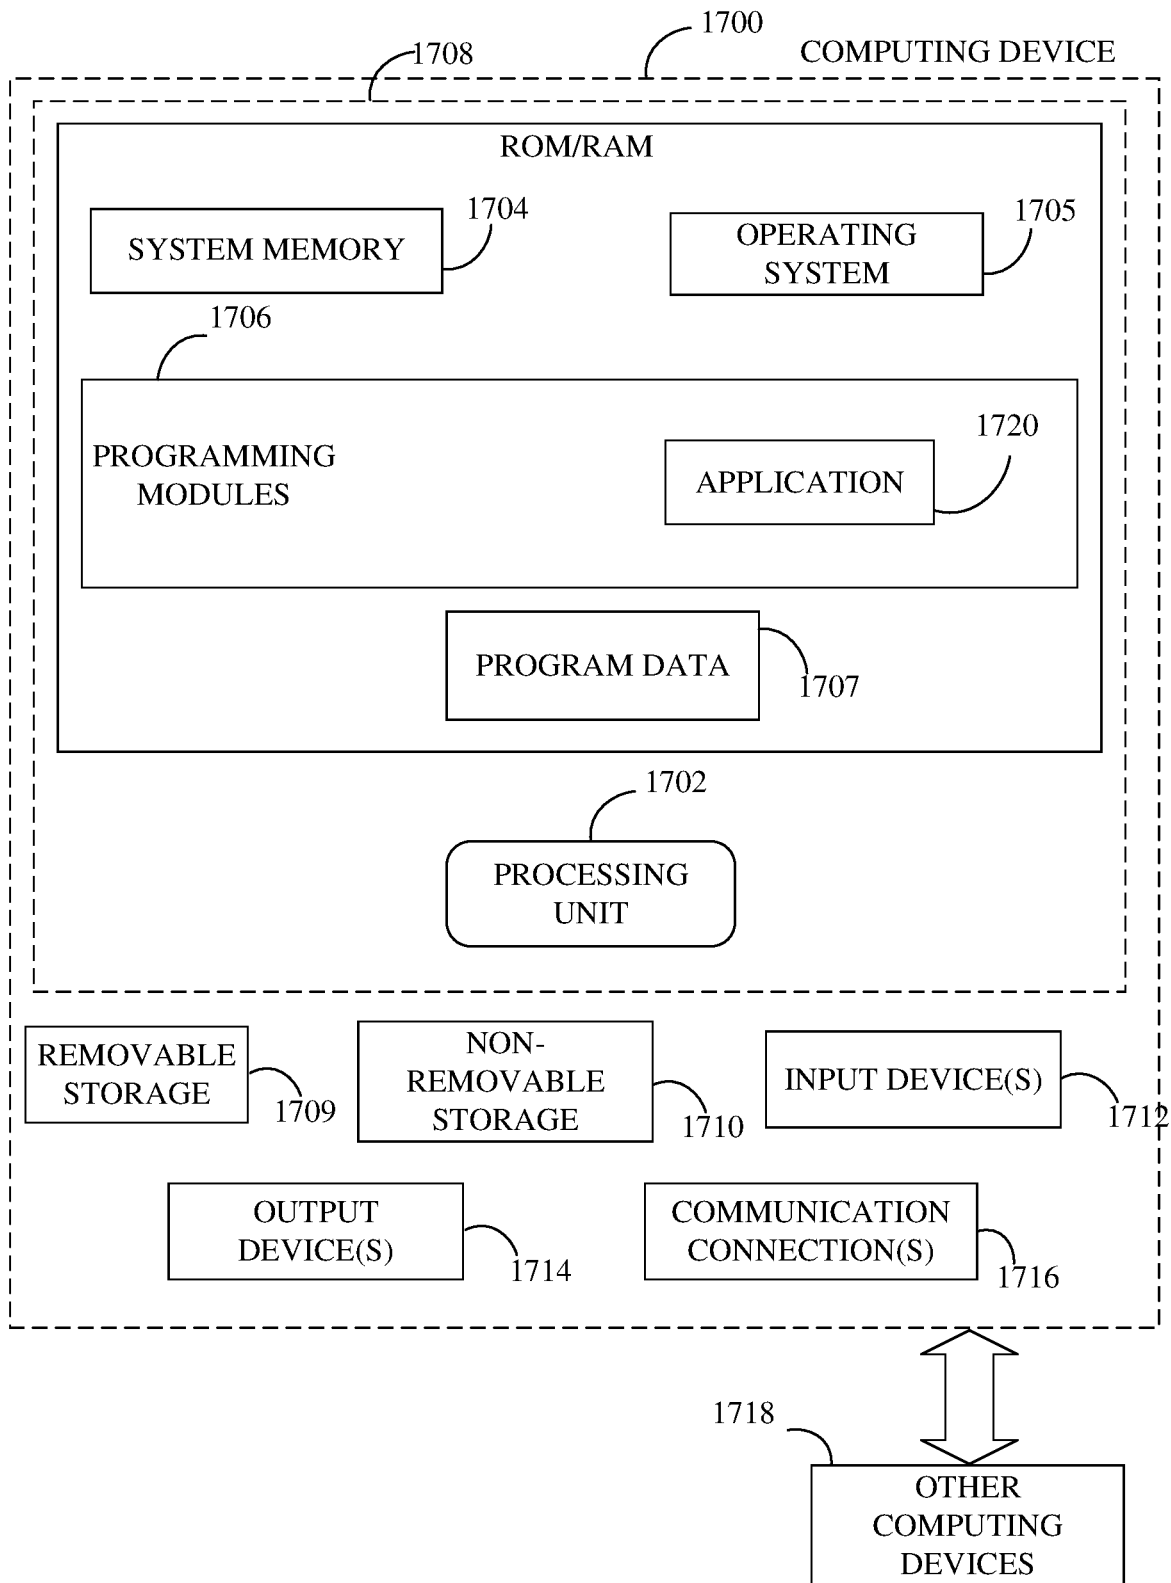 1700
COMPUTING DEVICE
1708
ROM/RAM
1704
SYSTEM MEMORY
1705
OPERATING
SYSTEM
1706
PROGRAMMING
MODULES
1720
APPLICATION
PROGRAM DATA
1707
1702
PROCESSING
UNIT
REMOVABLE
STORAGE
1709
NON-
REMOVABLE
STORAGE
1710
INPUT DEVICE(S)
1712
OUTPUT
DEVICE(S)
1714
COMMUNICATION
CONNECTION(S)
1716
1718
OTHER
COMPUTING
DEVICES